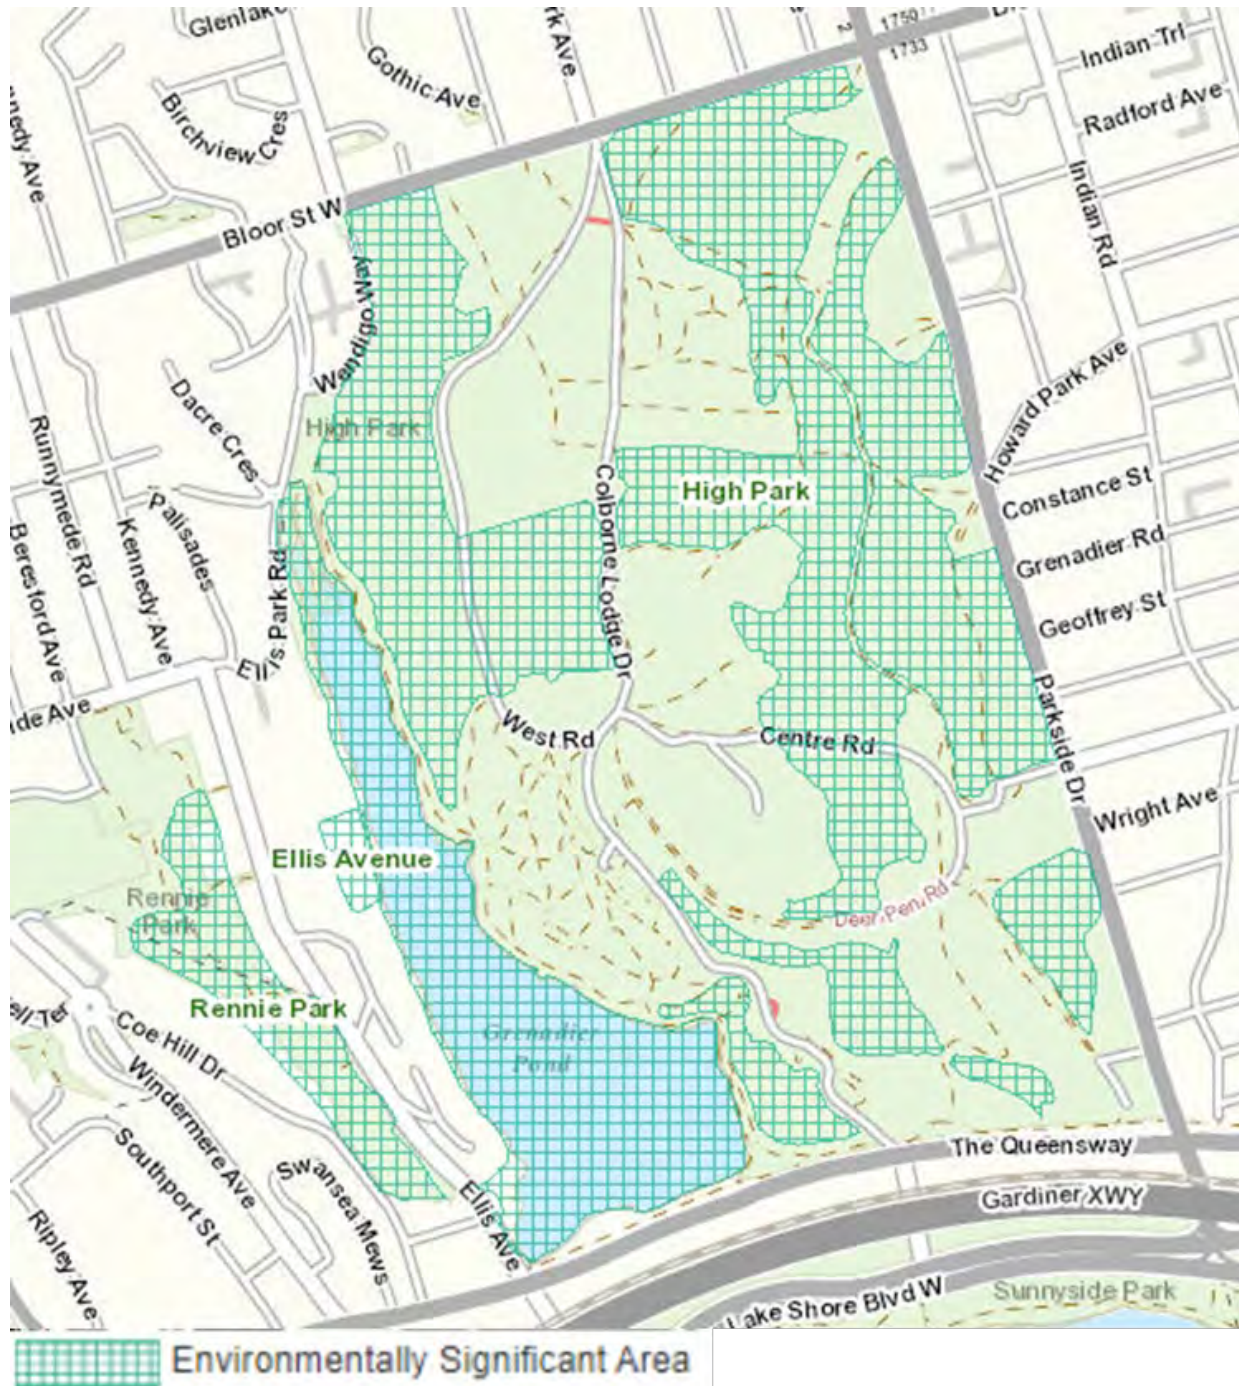 Glenlake
Gothic Ave
rk Ave
1750
1733
2
Indian Trl
Radford Ave
Birchview Cres
nnedy Ave
Bloor St W
Indian Rd
Wendigo Way
Howard Park Ave
Dacre Cres
High Park
Runnymede Rd
Colborne Lodge Dr
High Park
Constance St
Palisades
Kennedy Ave
Beresford Ave
Grenadier Rd
Ellis Park Rd
Geoffrey St
ide Ave
Parkside Dr
West Rd
Centre Rd
Wright Ave
Ellis Avenue
Rennie
Park
Deer Pen Rd
Rennie Park
ell Ter
Coe Hill Dr
Grenadier
Pond
Windermere Ave
Southport St
Swansea Mews
Ellis Ave
The Queensway
Gardiner XWY
Ripley Ave
Lake Shore Blvd W
Sunnyside Park
Environmentally Significant Area